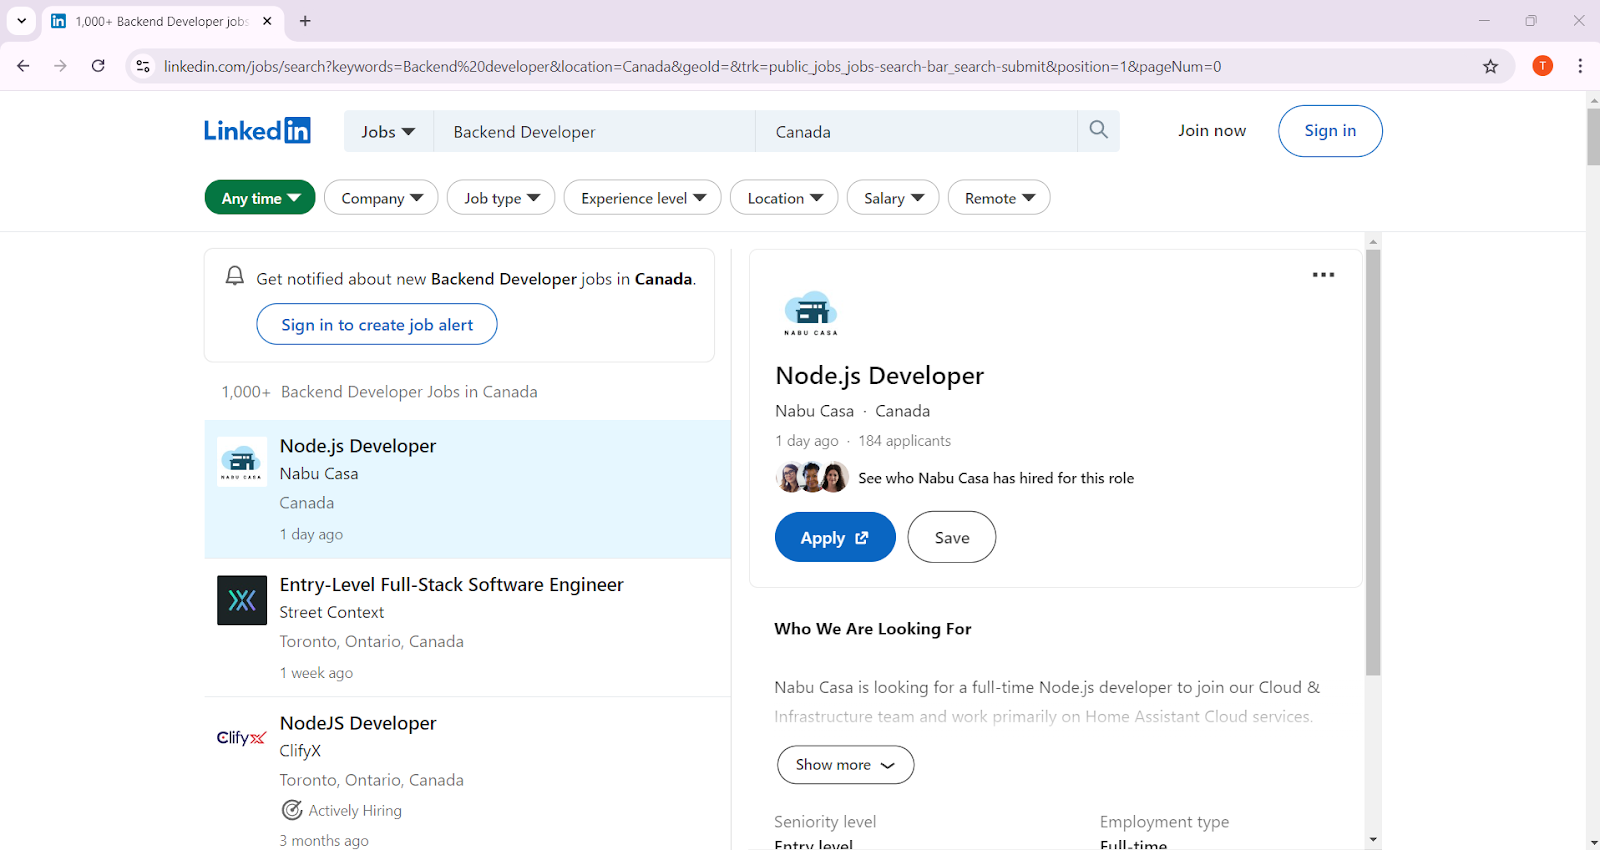 1,000+ Backend Developer jobs
linkedin.com/jobs/search?keywords=Backend%20developer&location=Canada&geoId=&trk=public_jobs_jobs-search-bar_search-submit&position=1&pageNum=0
T
Linkedin
Jobs
Backend Developer
Canada
Join now
Sign in
Any time
Company
Job type
Experience level
Location
Salary
Remote
Get notified about new Backend Developer jobs in Canada.
Sign in to create job alert
1,000+ Backend Developer Jobs in Canada
NABU CASA
Node.js Developer
Nabu Casa
Canada
1 day ago
Entry-Level Full-Stack Software Engineer
Street Context
Toronto, Ontario, Canada
1 week ago
ClifyX
NodeJS Developer
ClifyX
Toronto, Ontario, Canada
Actively Hiring
3 months ago
NABU CASA
Node.js Developer
Nabu Casa · Canada
1 day ago · 184 applicants
See who Nabu Casa has hired for this role
Apply
Save
Who We Are Looking For
Nabu Casa is looking for a full-time Node.js developer to join our Cloud &
Infrastructure team and work primarily on Home Assistant Cloud services.
Show more
Seniority level
Entry level
Employment type
Full-time